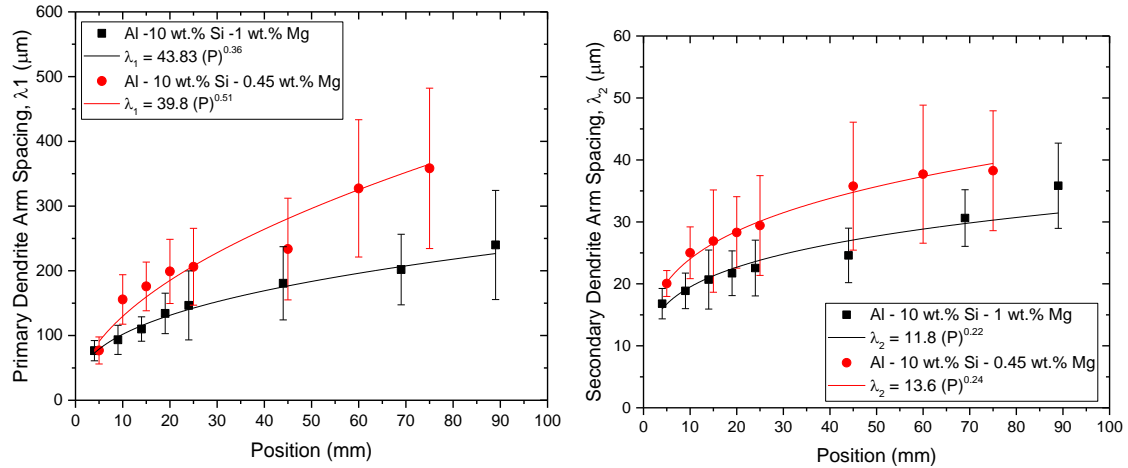 Primary Dendrite Arm Spacing, λ1 (μm)
600
500
400
300
200
100
0
Al -10 wt.% Si -1 wt.% Mg
λ₁ = 43.83 (P)^0.36
Al - 10 wt.% Si - 0.45 wt.% Mg
λ₁ = 39.8 (P)^0.51
0 10 20 30 40 50 60 70 80 90 100
Position (mm)
Secondary Dendrite Arm Spacing, λ₂ (μm)
60
50
40
30
20
10
0
Al - 10 wt.% Si - 1 wt.% Mg
λ₂ = 11.8 (P)^0.22
Al - 10 wt.% Si - 0.45 wt.% Mg
λ₂ = 13.6 (P)^0.24
0 10 20 30 40 50 60 70 80 90 100
Position (mm)